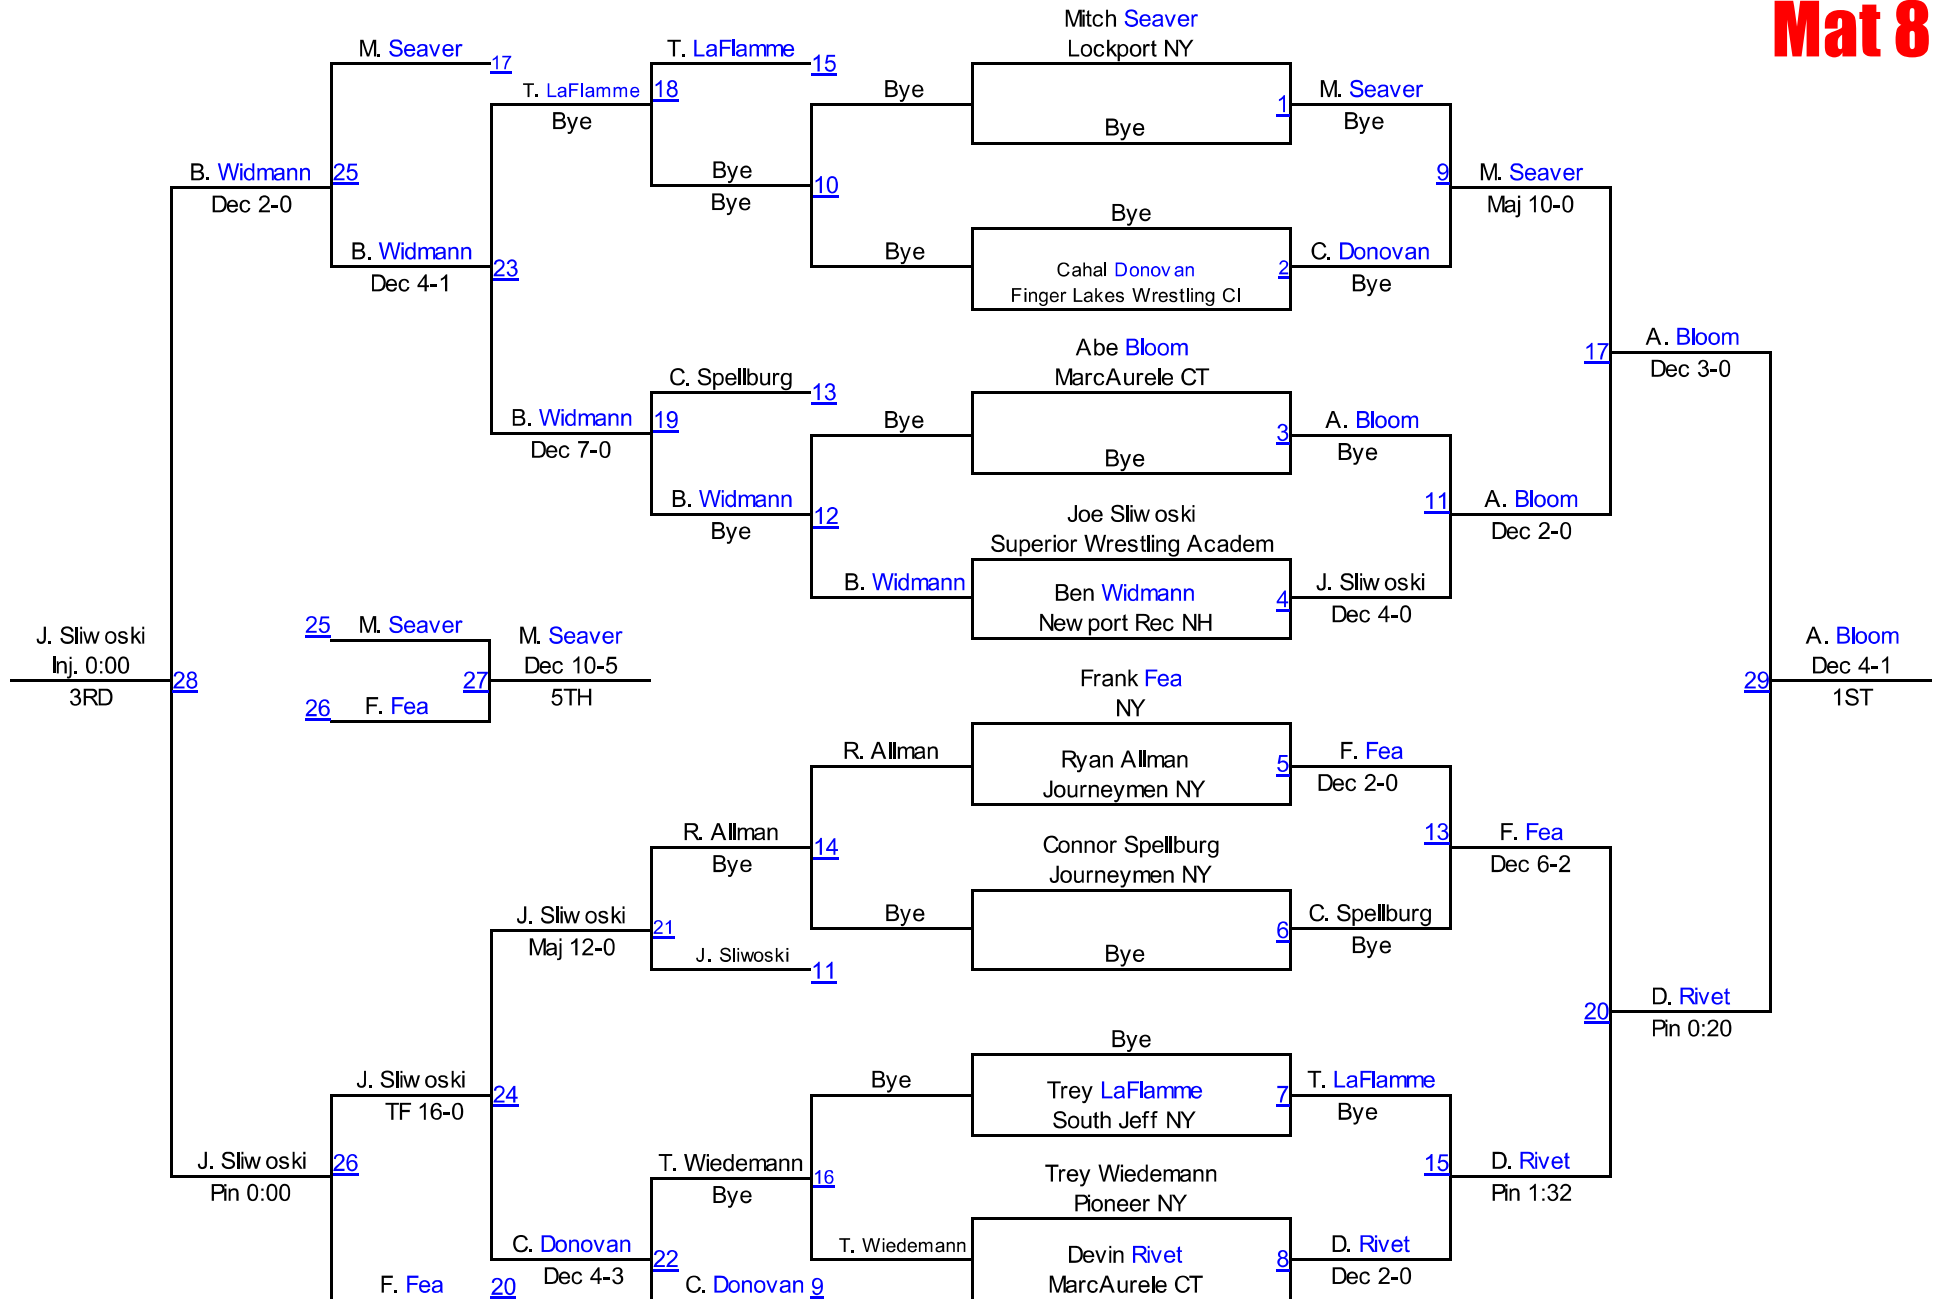 Mat 8
Mitch Seaver
Lockport NY
M. Seaver
17
T. LaFlamme
15
T. LaFlamme
18
Bye
Bye
1
M. Seaver
Bye
Bye
B. Widmann
25
Dec 2-0
Bye
Bye
10
9
M. Seaver
Maj 10-0
Bye
B. Widmann
Dec 4-1
23
Bye
Cahal Donovan
Finger Lakes Wrestling Cl
2
C. Donovan
Bye
Abe Bloom
MarcAurele CT
17
A. Bloom
Dec 3-0
C. Spellburg
13
B. Widmann
19
Dec 7-0
Bye
3
Bye
A. Bloom
Bye
B. Widmann
Bye
12
Joe Sliwoski
Superior Wrestling Academ
11
A. Bloom
Dec 2-0
B. Widmann
Ben Widmann
Newport Rec NH
4
J. Sliwoski
Dec 4-0
J. Sliwoski
Inj. 0:00
3RD
28
25
M. Seaver
26
F. Fea
27
M. Seaver
Dec 10-5
5TH
Frank Fea
NY
29
A. Bloom
Dec 4-1
1ST
R. Allman
Ryan Allman
Journeymen NY
5
F. Fea
Dec 2-0
R. Allman
Bye
14
Connor Spellburg
Journeymen NY
13
F. Fea
Dec 6-2
J. Sliwoski
Maj 12-0
21
Bye
6
Bye
C. Spellburg
Bye
J. Sliwoski
11
20
D. Rivet
Pin 0:20
Bye
J. Sliwoski
TF 16-0
24
Bye
Trey LaFlamme
South Jeff NY
7
T. LaFlamme
Bye
J. Sliwoski
Pin 0:00
26
T. Wiedemann
Bye
16
Trey Wiedemann
Pioneer NY
15
D. Rivet
Pin 1:32
C. Donovan
Dec 4-3
22
T. Wiedemann
Devin Rivet
MarcAurele CT
8
D. Rivet
Dec 2-0
F. Fea
20
C. Donovan
9